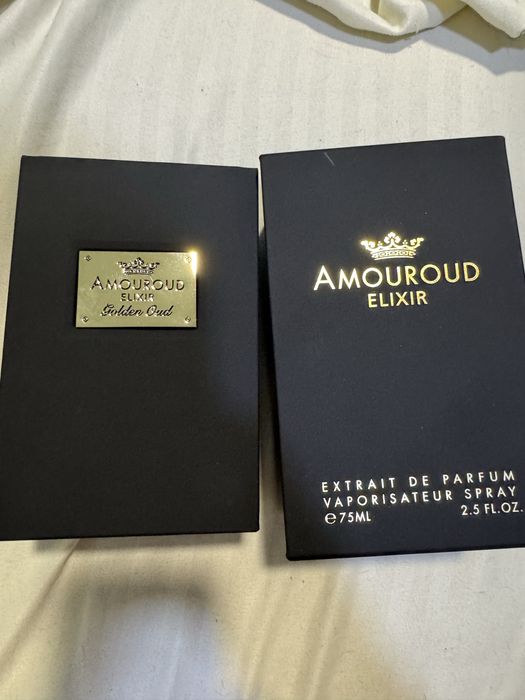 AMOUROUD
ELIXIR
Golden Oud
AMOUROUD
ELIXIR
EXTRAIT DE PARFUM
VAPORISATEUR SPRAY
℮75ML 2.5 FL.OZ.